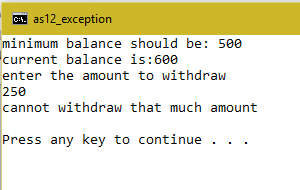 as12_exception
minimum balance should be: 500
current balance is:600
enter the amount to withdraw
250
cannot withdraw that much amount
Press any key to continue . . .